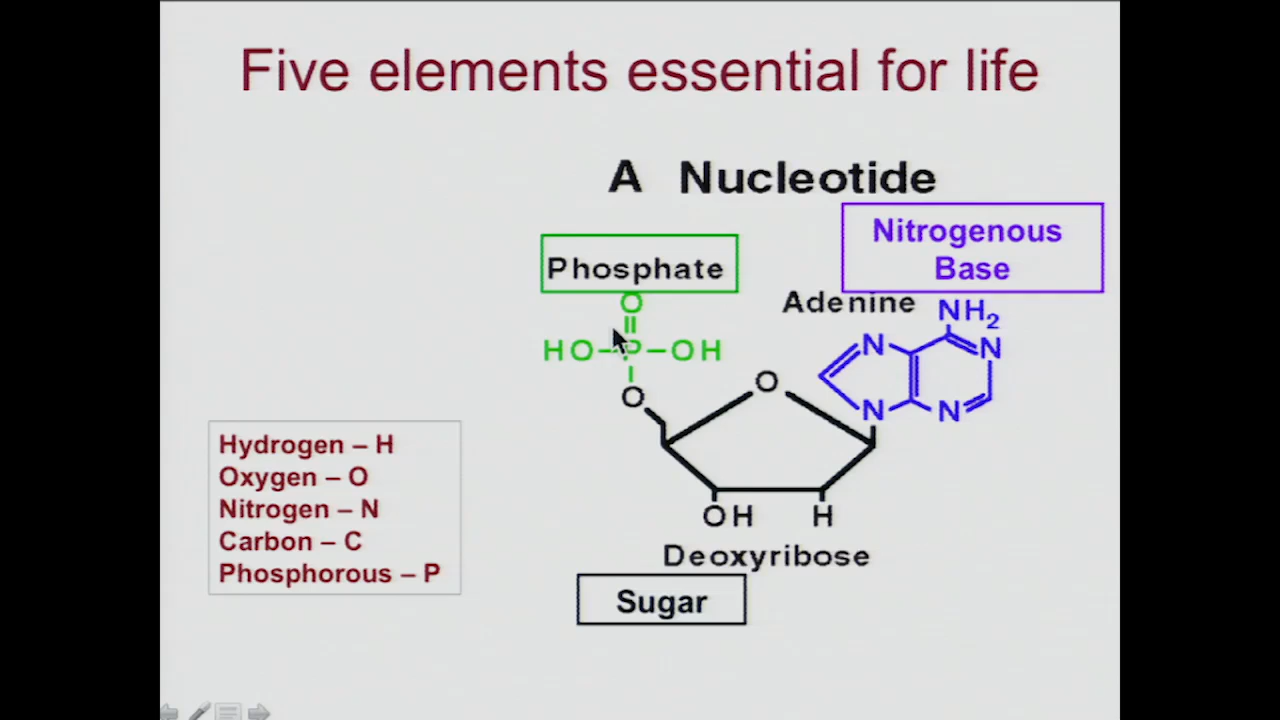 Five elements essential for life
A Nucleotide
Nitrogenous
Base
Phosphate
Adenine
O
NH2
HO–P–OH
N
N
O
O
N
N
Hydrogen – H
Oxygen – O
Nitrogen – N
Carbon – C
Phosphorous – P
OH
H
Deoxyribose
Sugar